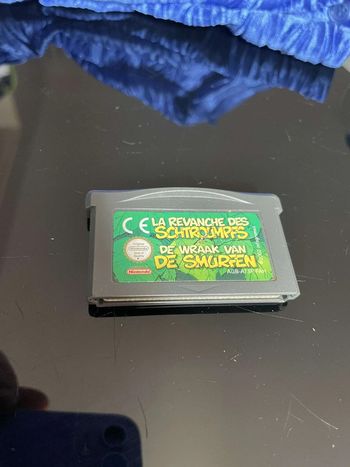 CE
LA REVANCHE DES
SCHTROUMPFS
DE WRAAK VAN
DE SMURFEN
Nintendo